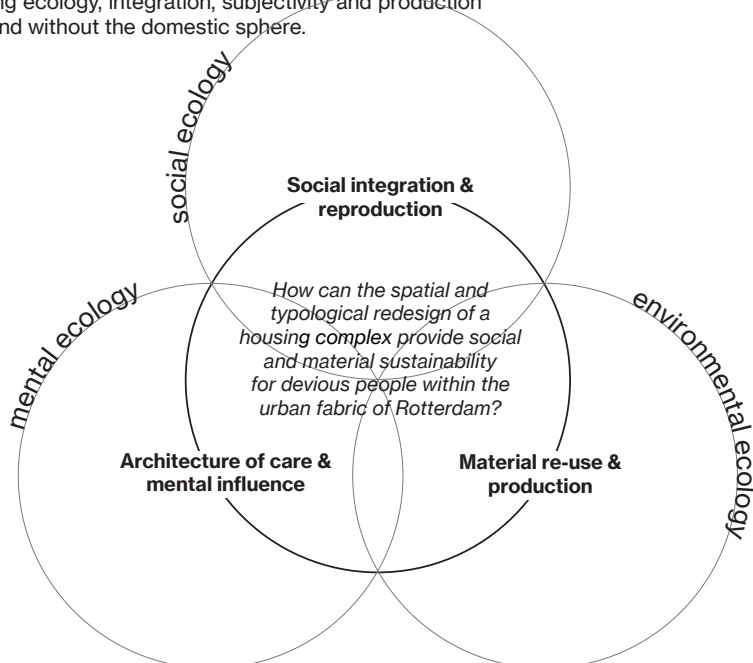 ng ecology, integration, subjectivity and production
nd without the domestic sphere.
social ecology
Social integration &
reproduction
How can the spatial and
typological redesign of a
housing complex provide social
and material sustainability
for devious people within the
urban fabric of Rotterdam?
mental ecology
environmental ecology
Architecture of care &
mental influence
Material re-use &
production